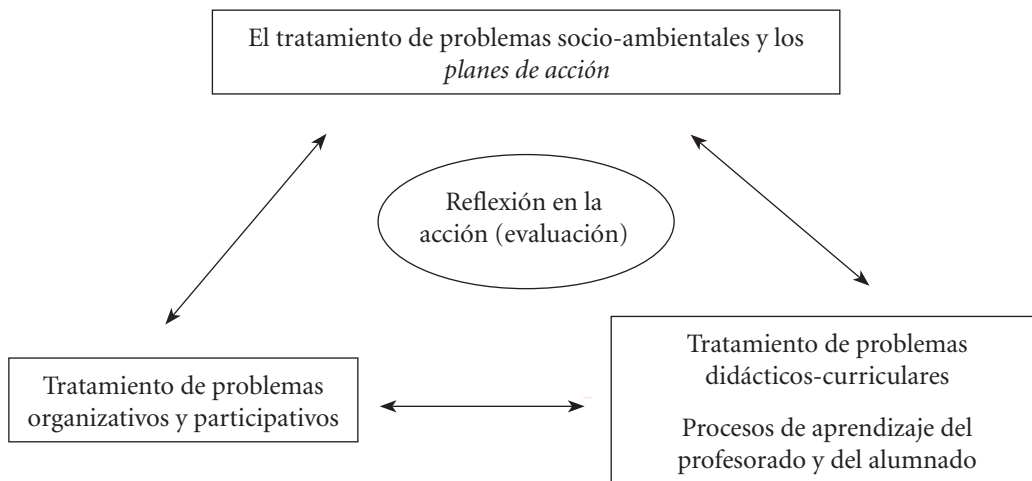 El tratamiento de problemas socio-ambientales y los
planes de acción
Reflexión en la
acción (evaluación)
Tratamiento de problemas
organizativos y participativos
Tratamiento de problemas
didácticos-curriculares
Procesos de aprendizaje del
profesorado y del alumnado